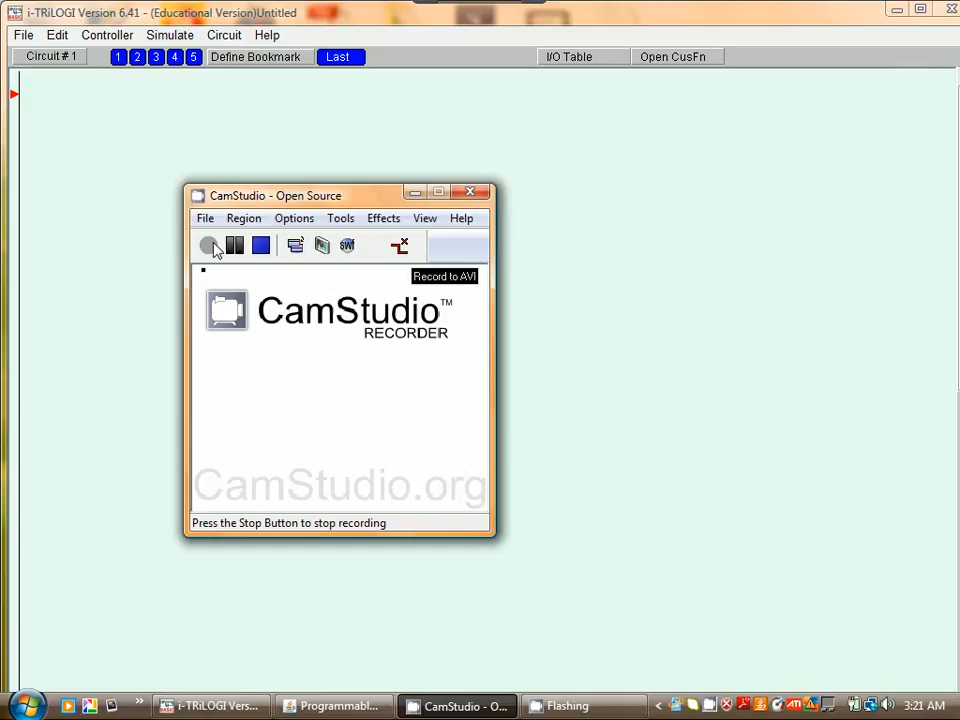 i-TRiLOGI Version 6.41 - (Educational Version)Untitled
File Edit Controller Simulate Circuit Help
Circuit # 1 1 2 3 4 5 Define Bookmark Last I/O Table Open CusFn
CamStudio - Open Source
File Region Options Tools Effects View Help
SWF
Record to AVI
CamStudio™
RECORDER
CamStudio.org
Press the Stop Button to stop recording
i-TRiLOGI Vers... Programmabl... CamStudio - O... Flashing ATI 3:21 AM